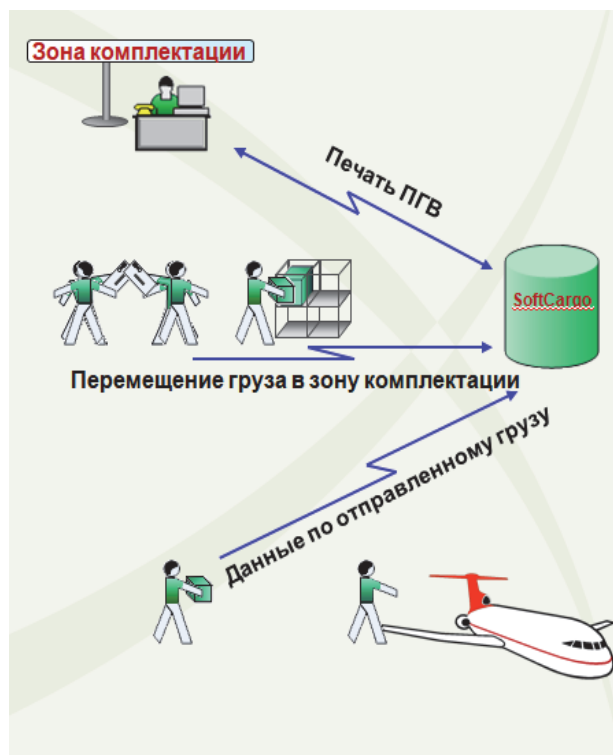 Зона комплектации
Печать ПГВ
SoftCargo
Перемещение груза в зону комплектации
Данные по отправленному грузу